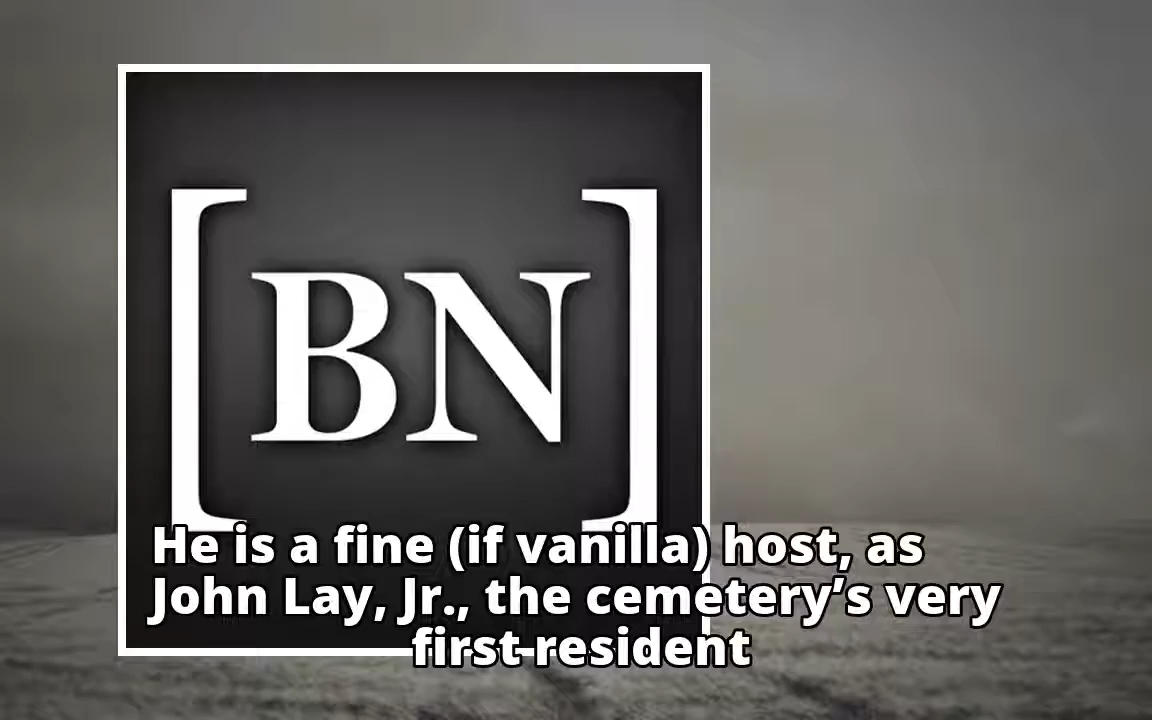 [BN]
He is a fine (if vanilla) host, as
John Lay, Jr., the cemetery’s very
first resident